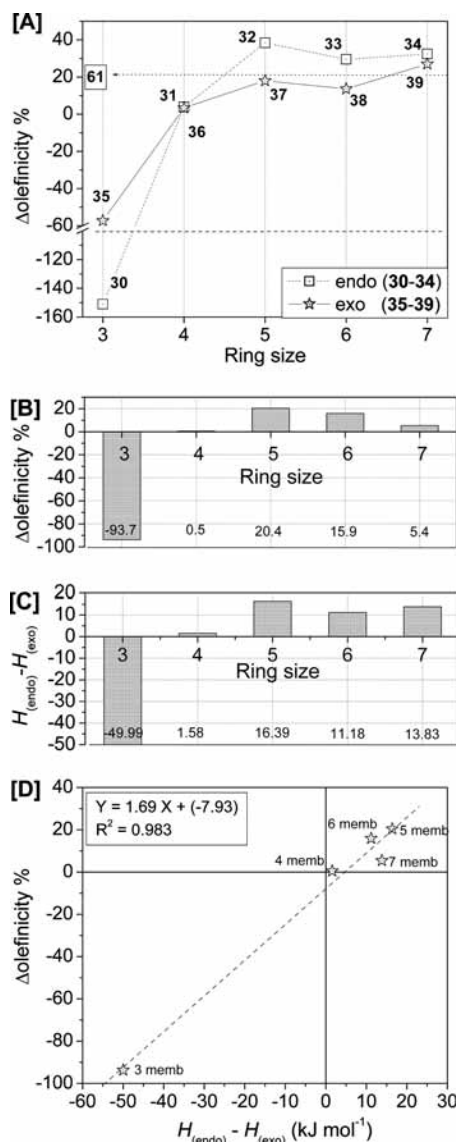 [A]
40
20
0
-20
-40
-60
-140
-160
Δolefinicity %
61
30
31
32
33
34
35
36
37
38
39
endo (30-34)
exo (35-39)
3 4 5 6 7
Ring size
[B]
20
0
-20
-40
-60
-80
-100
Δolefinicity %
3 4 5 6 7
Ring size
-93.7 0.5 20.4 15.9 5.4
[C]
20
10
0
-10
-20
-30
-40
-50
H(endo)-H(exo)
3 4 5 6 7
Ring size
-49.99 1.58 16.39 11.18 13.83
[D]
40
20
0
-20
-40
-60
-80
-100
Δolefinicity %
Y = 1.69 X + (-7.93)
R² = 0.983
6 memb
5 memb
4 memb
7 memb
3 memb
-50 -40 -30 -20 -10 0 10 20 30
H(endo) - H(exo) (kJ mol⁻¹)